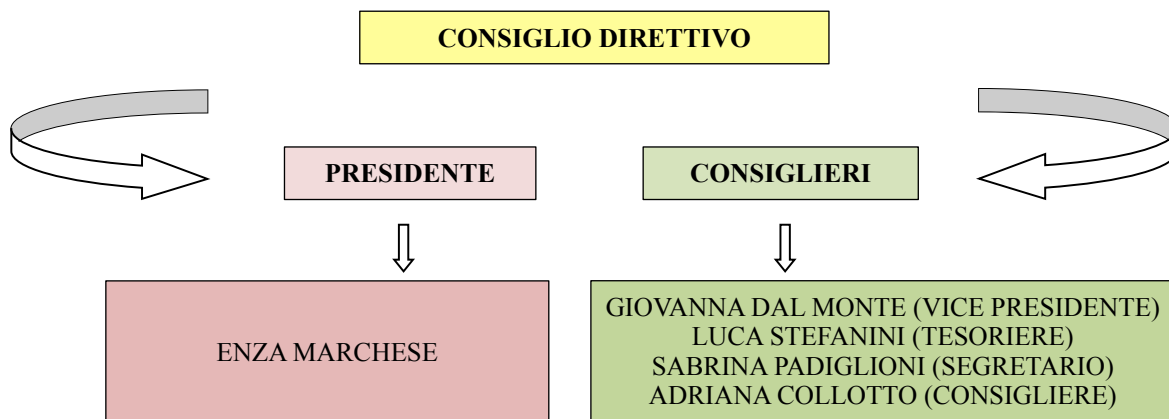 CONSIGLIO DIRETTIVO
PRESIDENTE
CONSIGLIERI
ENZA MARCHESE
GIOVANNA DAL MONTE (VICE PRESIDENTE)
LUCA STEFANINI (TESORIERE)
SABRINA PADIGLIONI (SEGRETARIO)
ADRIANA COLLOTTO (CONSIGLIERE)